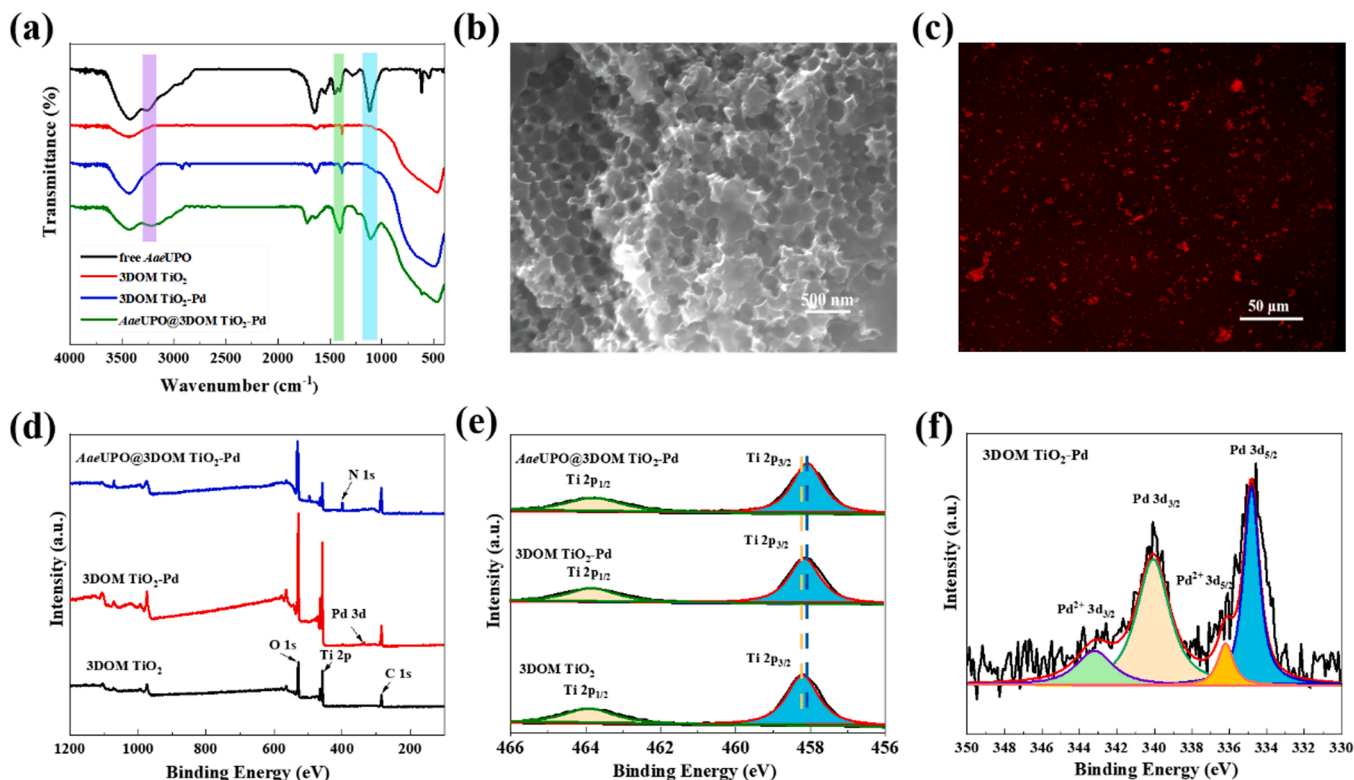 (a)
Transmittance (%)
free AaeUPO
3DOM TiO2
3DOM TiO2-Pd
AaeUPO@3DOM TiO2-Pd
4000 3500 3000 2500 2000 1500 1000 500
Wavenumber (cm-1)
(b)
500 nm
(c)
50 μm
(d)
Intensity (a.u.)
AaeUPO@3DOM TiO2-Pd
N 1s
3DOM TiO2-Pd
Pd 3d
O 1s
Ti 2p
3DOM TiO2
C 1s
1200 1000 800 600 400 200
Binding Energy (eV)
(e)
Intensity (a.u.)
AaeUPO@3DOM TiO2-Pd
Ti 2p3/2
Ti 2p1/2
3DOM TiO2-Pd
Ti 2p3/2
Ti 2p1/2
3DOM TiO2
Ti 2p3/2
Ti 2p1/2
466 464 462 460 458 456
Binding Energy (eV)
(f)
Intensity (a.u.)
3DOM TiO2-Pd
Pd 3d5/2
Pd 3d3/2
Pd2+ 3d5/2
Pd2+ 3d3/2
350 348 346 344 342 340 338 336 334 332 330
Binding Energy (eV)